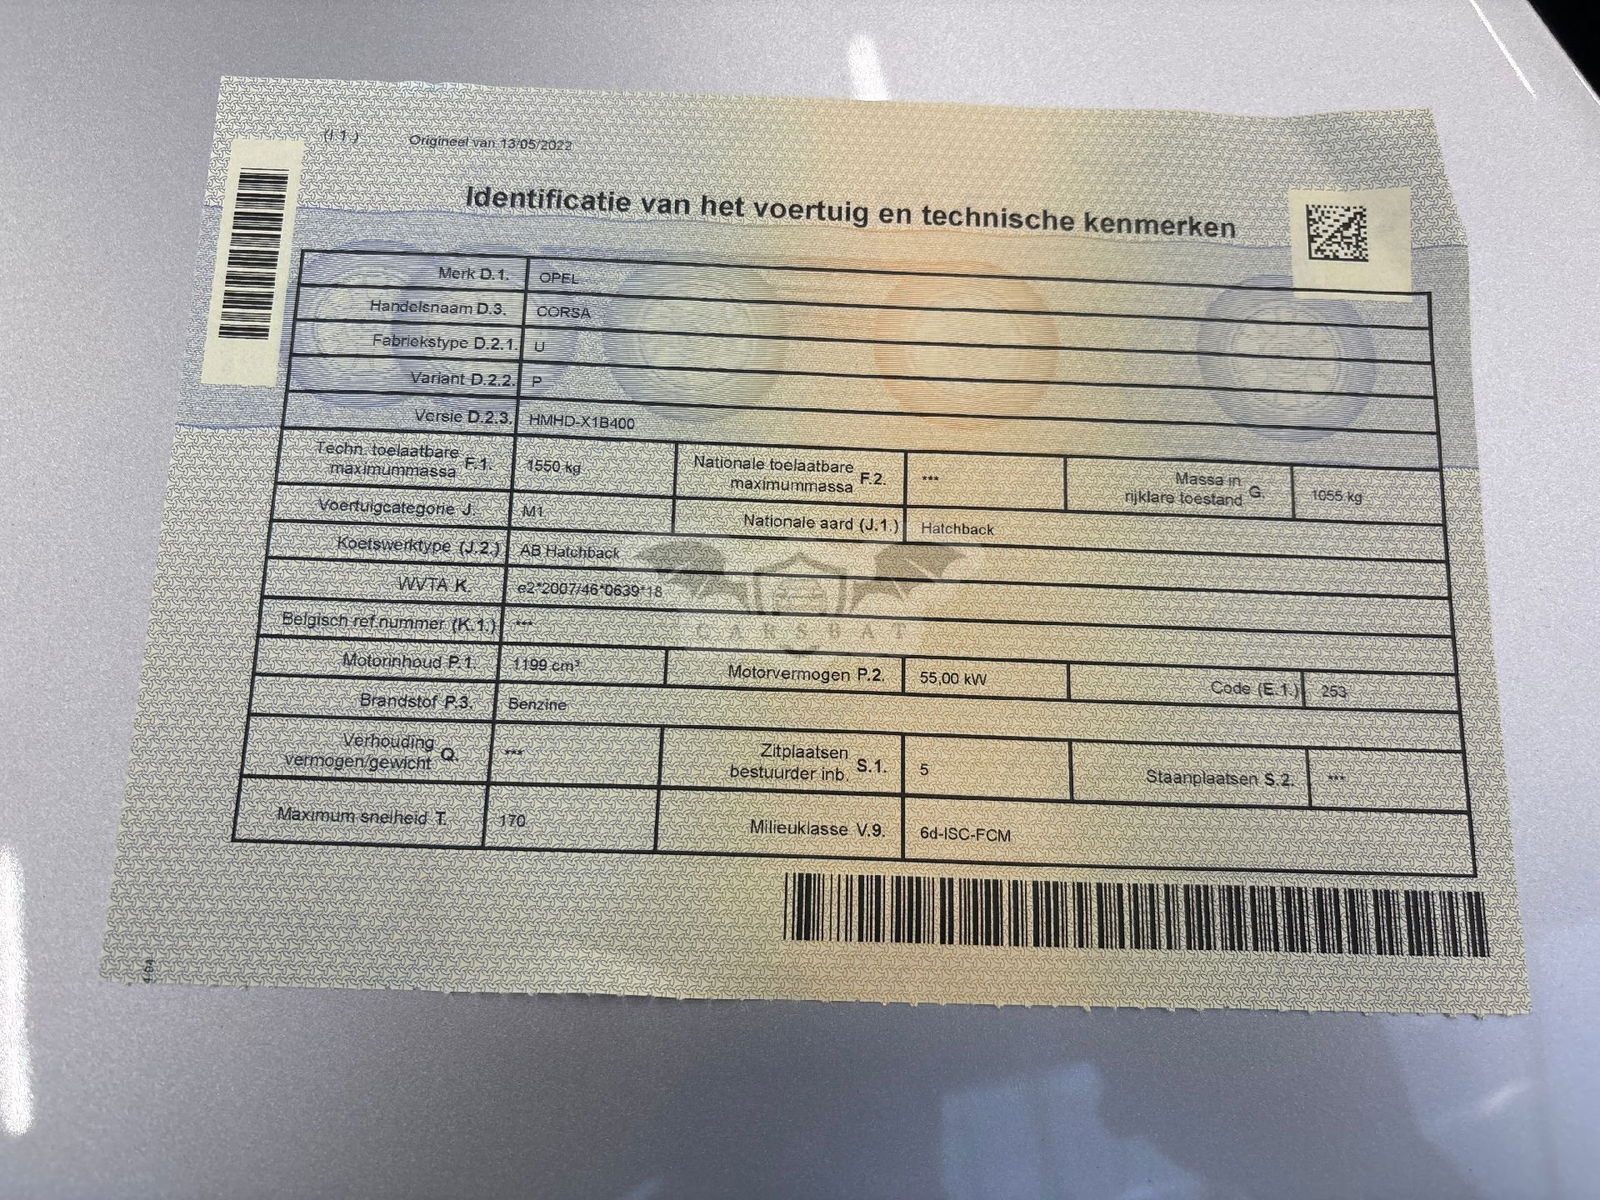 (I.1.) Origineel van 13/05/2022
Identificatie van het voertuig en technische kenmerken
Merk D.1. OPEL
Handelsnaam D.3. CORSA
Fabriekstype D.2.1. U
Variant D.2.2. P
Versie D.2.3. HMHD-X1B400
Techn. toelaatbare maximummassa F.1. 1550 kg Nationale toelaatbare maximummassa F.2. *** Massa in rijklare toestand G. 1055 kg
Voertuigcategorie J. M1 Nationale aard (J.1.) Hatchback
Koetswerktype (J.2.) AB Hatchback
WVTA K. e2*2007/46*0639*18
Belgisch ref.nummer (K.1.) ***
CARSBAT
Motorinhoud P.1. 1199 cm³ Motorvermogen P.2. 55,00 kW Code (E.1.) 253
Brandstof P.3. Benzine
Verhouding vermogen/gewicht Q. *** Zitplaatsen bestuurder inb. S.1. 5 Staanplaatsen S.2. ***
Maximum snelheid T. 170 Milieuklasse V.9. 6d-ISC-FCM